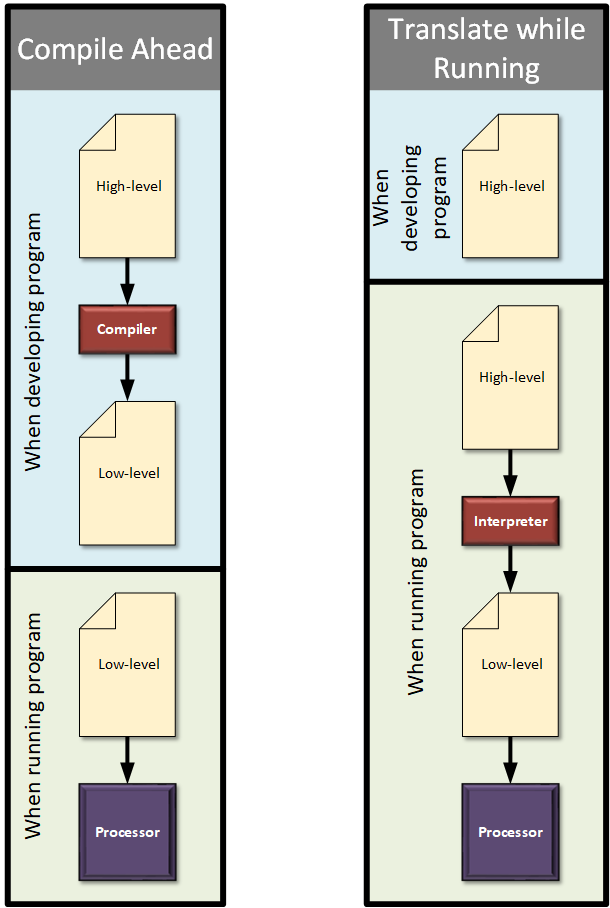 Compile Ahead
When developing program
High-level
Compiler
Low-level
When running program
Low-level
Processor
Translate while
Running
When
developing
program
High-level
When running program
High-level
Interpreter
Low-level
Processor